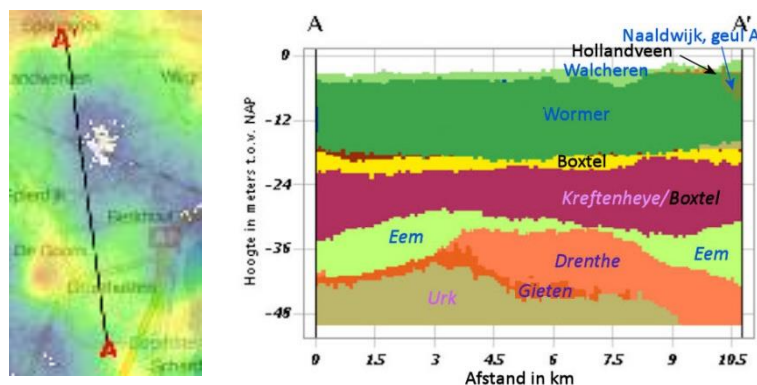 A'
A
A
A'
Naaldwijk, geul A
Hollandveen
Walcheren
Wormer
Boxtel
Kreftenheye/Boxtel
Eem
Drenthe
Eem
Gieten
Urk
Hoogte in meters t.o.v. NAP
0
-12
-24
-36
-48
0
1.5
3
4.5
6
7.5
9
10.5
Afstand in km